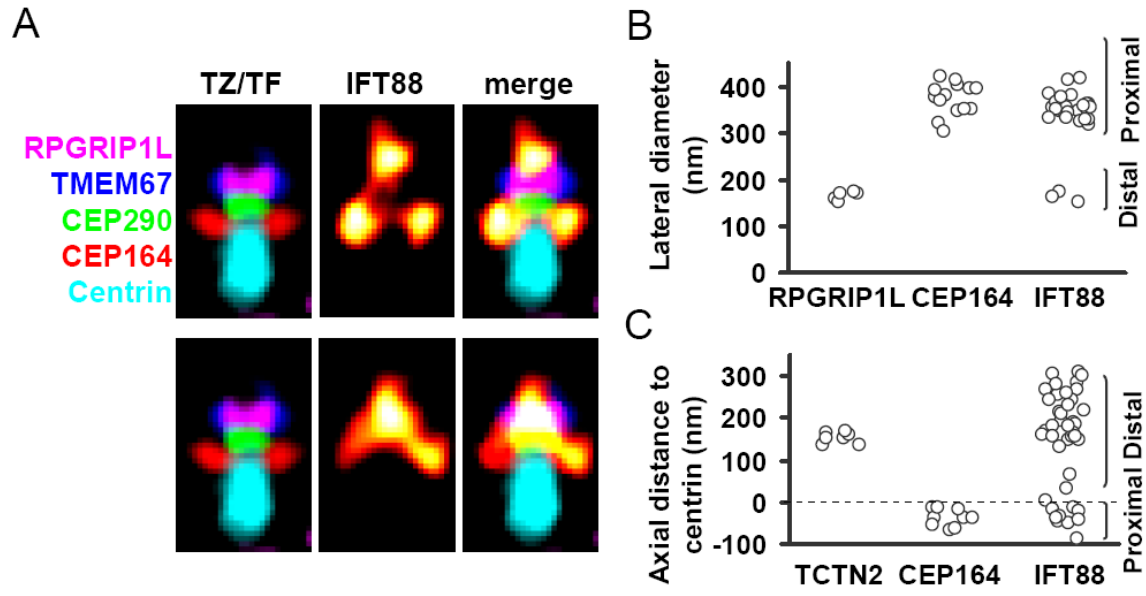 A
TZ/TF IFT88 merge
RPGRIP1L
TMEM67
CEP290
CEP164
Centrin
B
Lateral diameter
(nm)
400
300
200
100
0
Proximal
Distal
RPGRIP1L CEP164 IFT88
C
Axial distance to
centrin (nm)
300
200
100
0
-100
Proximal Distal
TCTN2 CEP164 IFT88